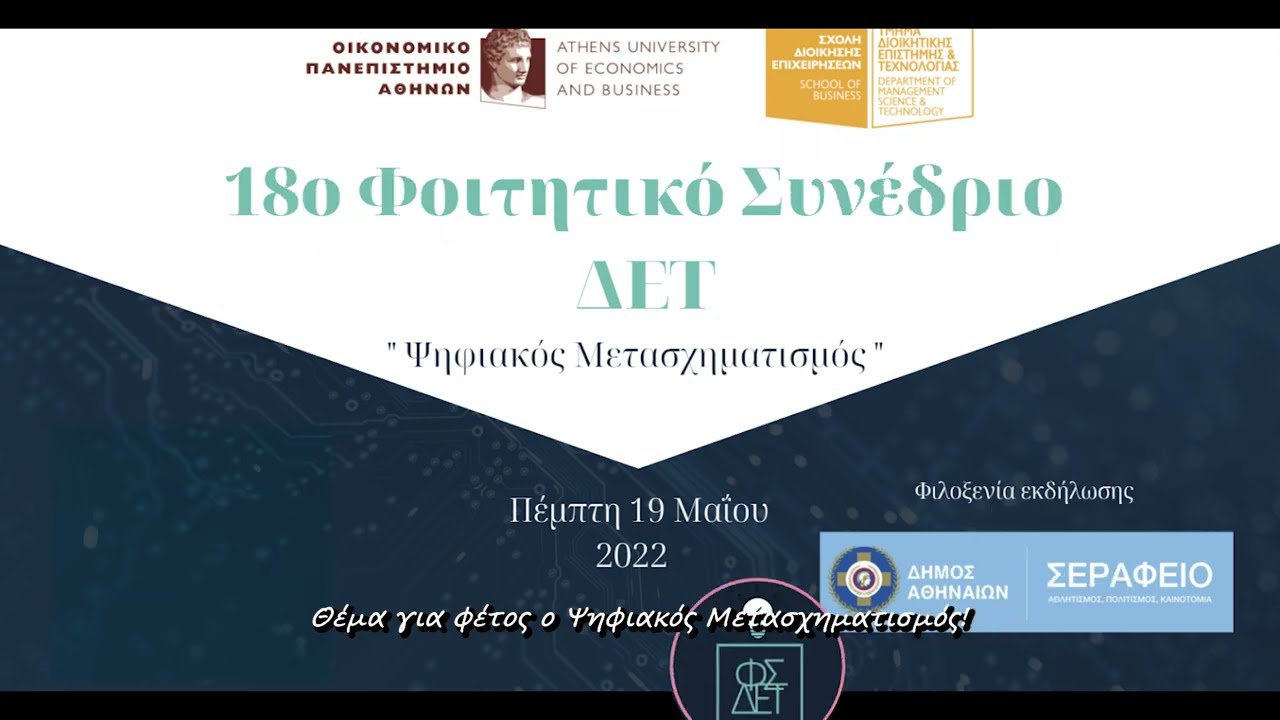 ΟΙΚΟΝΟΜΙΚΟ
ΠΑΝΕΠΙΣΤΗΜΙΟ
ΑΘΗΝΩΝ
ATHENS UNIVERSITY
OF ECONOMICS
AND BUSINESS
ΣΧΟΛΗ
ΔΙΟΙΚΗΣΗΣ
ΕΠΙΧΕΙΡΗΣΕΩΝ
SCHOOL OF
BUSINESS
ΤΜΗΜΑ
ΔΙΟΙΚΗΤΙΚΗΣ
ΕΠΙΣΤΗΜΗΣ &
ΤΕΧΝΟΛΟΓΙΑΣ
DEPARTMENT OF
MANAGEMENT
SCIENCE &
TECHNOLOGY
18ο Φοιτητικό Συνέδριο
ΔΕΤ
" Ψηφιακός Μετασχηματισμός "
Πέμπτη 19 Μαΐου
2022
Φιλοξενία εκδήλωσης
ΔΗΜΟΣ
ΑΘΗΝΑΙΩΝ
ΣΕΡΑΦΕΙΟ
ΑΘΛΗΤΙΣΜΟΣ, ΠΟΛΙΤΙΣΜΟΣ, ΚΑΙΝΟΤΟΜΙΑ
Θέμα για φέτος ο Ψηφιακός Μετασχηματισμός!
ΦΣ
ΔΕΤ